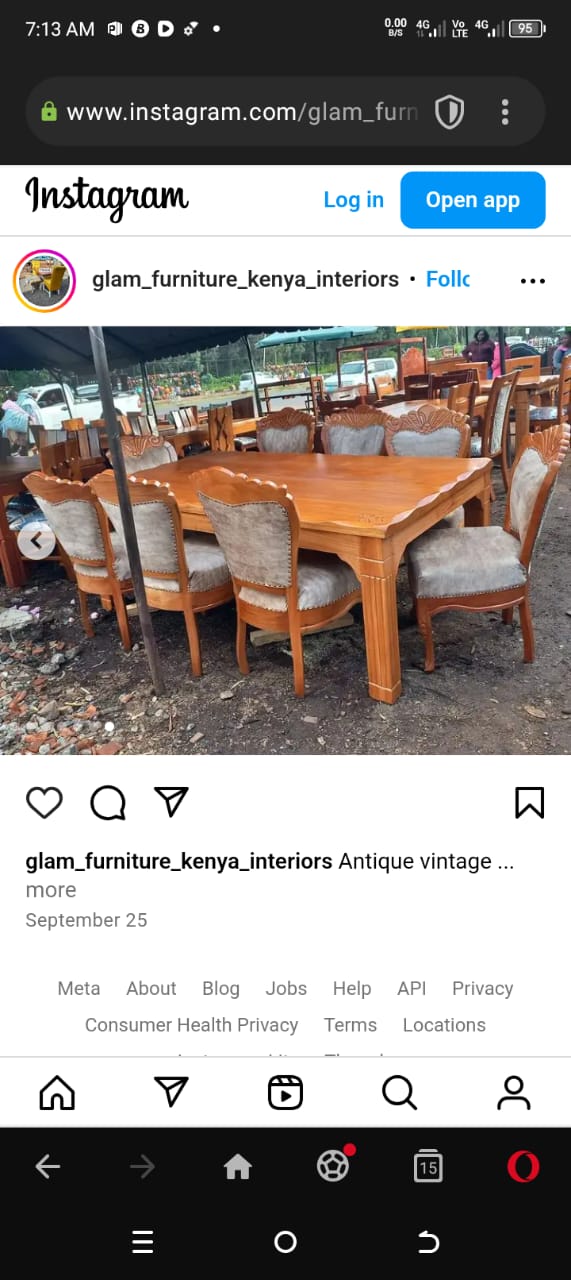 7:13 AM
0.00 B/S 4G Vo LTE 4G 95
www.instagram.com/glam_furn
Instagram
Log in
Open app
glam_furniture_kenya_interiors • Follc
glam_furniture_kenya_interiors Antique vintage ...
more
September 25
Meta About Blog Jobs Help API Privacy
Consumer Health Privacy Terms Locations
15